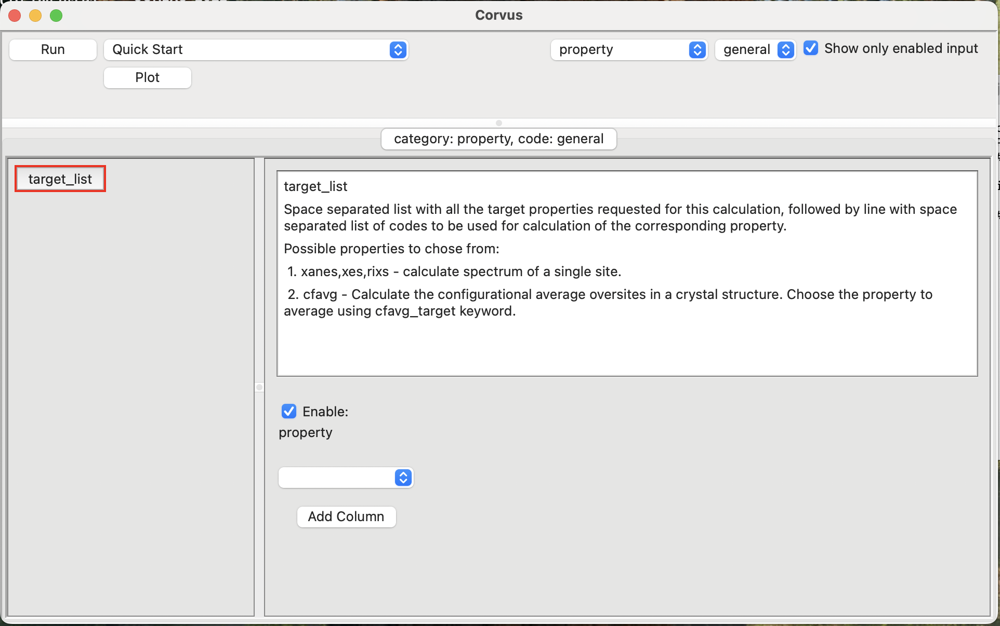 Corvus
Run
Quick Start
property
general
Show only enabled input
Plot
category: property, code: general
target_list
target_list
Space separated list with all the target properties requested for this calculation, followed by line with space
separated list of codes to be used for calculation of the corresponding property.
Possible properties to chose from:
1. xanes,xes,rixs - calculate spectrum of a single site.
2. cfavg - Calculate the configurational average oversites in a crystal structure. Choose the property to
average using cfavg_target keyword.
Enable:
property
Add Column